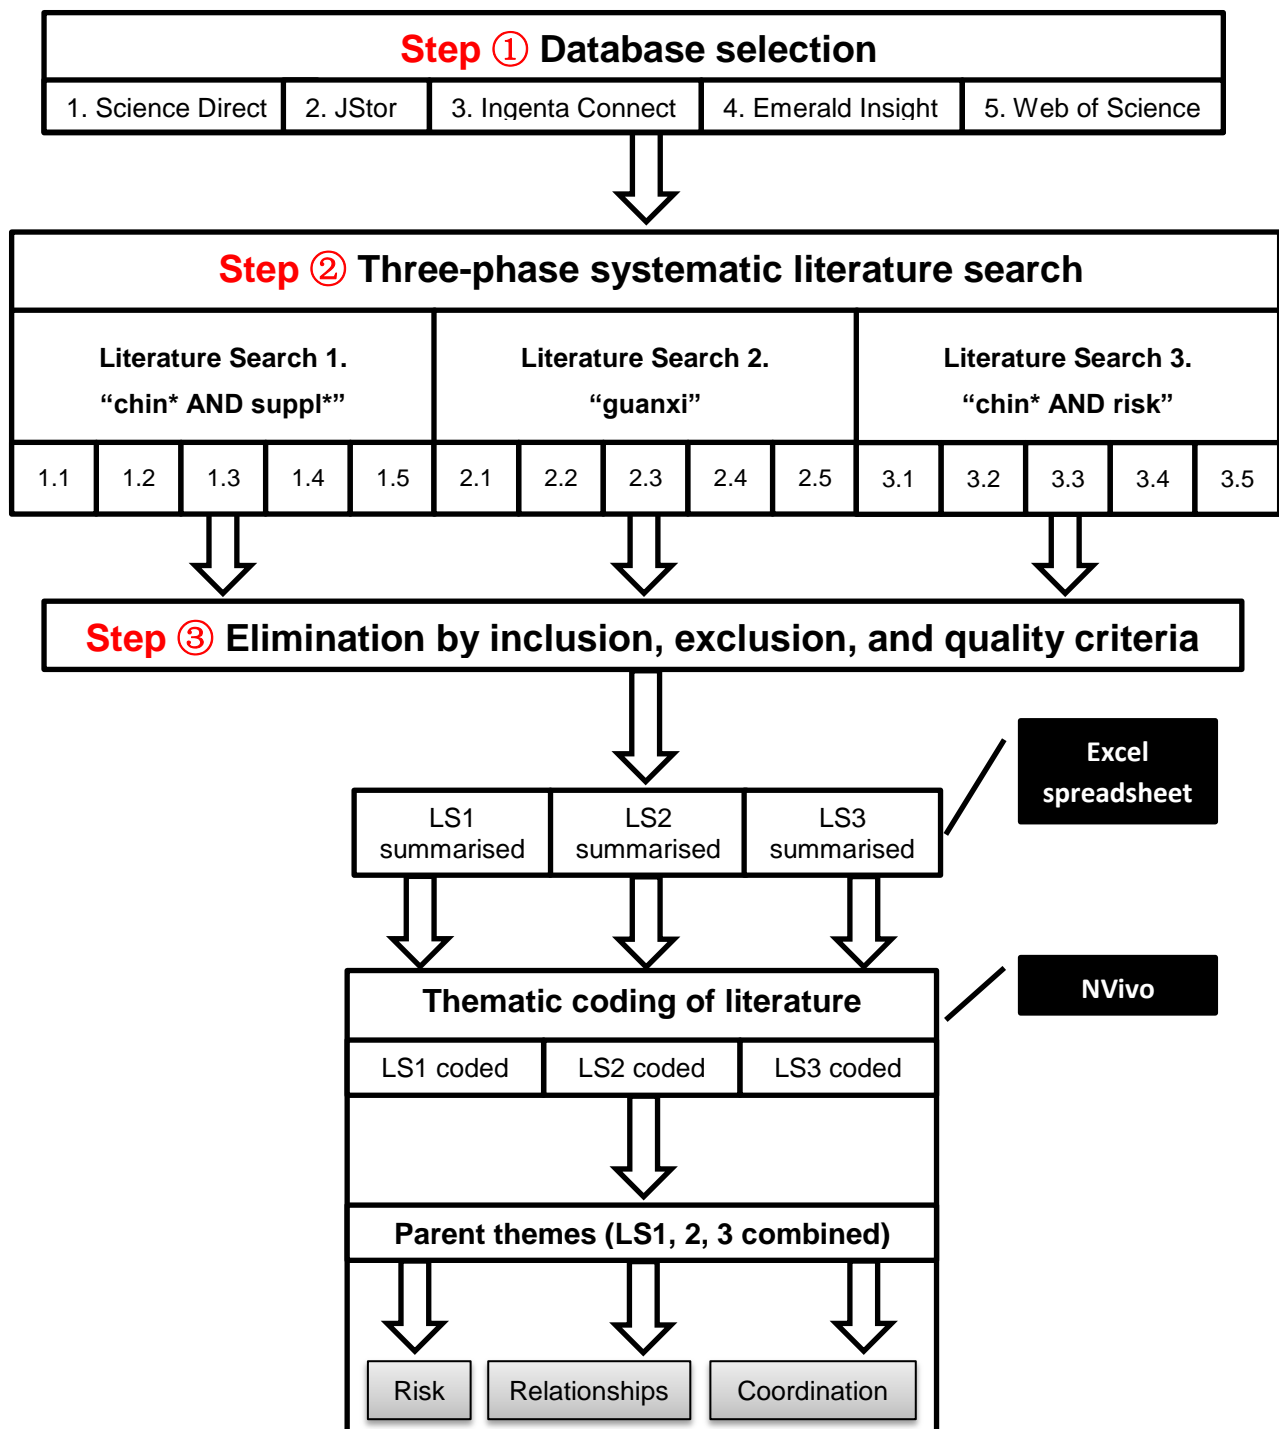 Step ① Database selection
1. Science Direct
2. JStor
3. Ingenta Connect
4. Emerald Insight
5. Web of Science
Step ② Three-phase systematic literature search
Literature Search 1.
“chin* AND suppl*”
Literature Search 2.
“guanxi”
Literature Search 3.
“chin* AND risk”
1.1
1.2
1.3
1.4
1.5
2.1
2.2
2.3
2.4
2.5
3.1
3.2
3.3
3.4
3.5
Step ③ Elimination by inclusion, exclusion, and quality criteria
Excel
spreadsheet
LS1
summarised
LS2
summarised
LS3
summarised
NVivo
Thematic coding of literature
LS1 coded
LS2 coded
LS3 coded
Parent themes (LS1, 2, 3 combined)
Risk
Relationships
Coordination